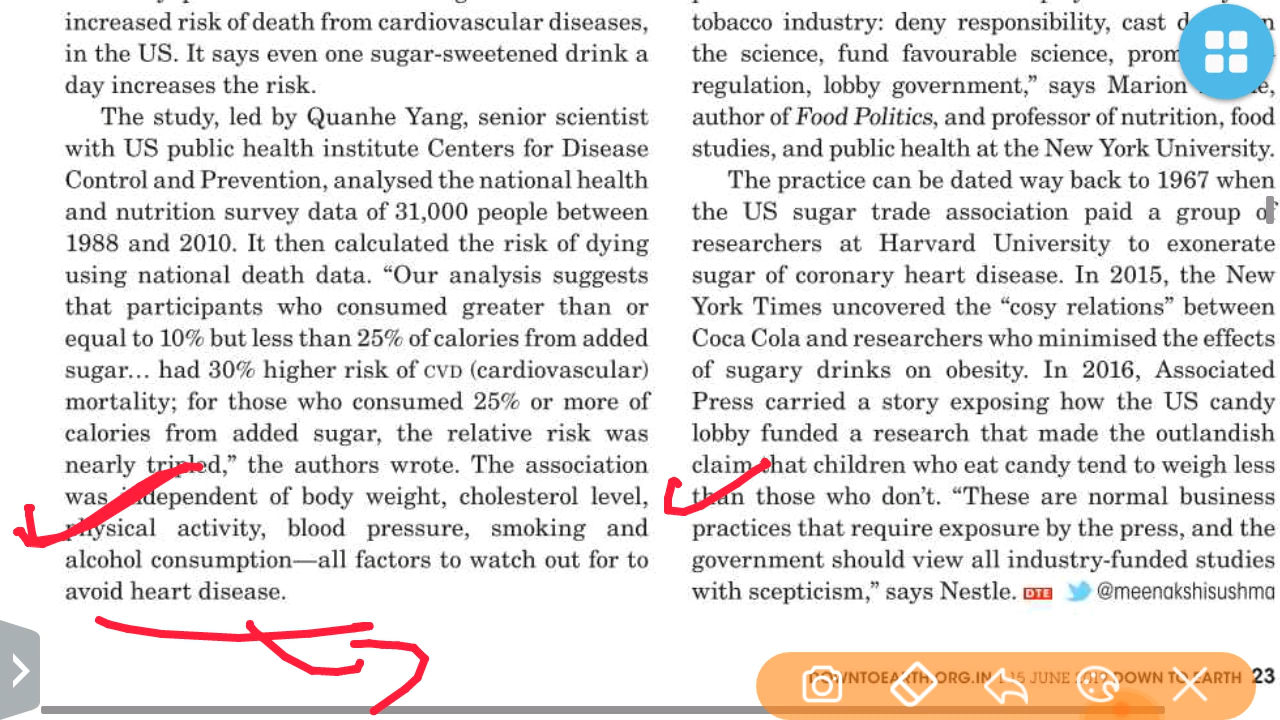 increased risk of death from cardiovascular diseases,
in the US. It says even one sugar-sweetened drink a
day increases the risk.
The study, led by Quanhe Yang, senior scientist
with US public health institute Centers for Disease
Control and Prevention, analysed the national health
and nutrition survey data of 31,000 people between
1988 and 2010. It then calculated the risk of dying
using national death data. “Our analysis suggests
that participants who consumed greater than or
equal to 10% but less than 25% of calories from added
sugar... had 30% higher risk of CVD (cardiovascular)
mortality; for those who consumed 25% or more of
calories from added sugar, the relative risk was
nearly tripled,” the authors wrote. The association
was independent of body weight, cholesterol level,
physical activity, blood pressure, smoking and
alcohol consumption—all factors to watch out for to
avoid heart disease.
tobacco industry: deny responsibility, cast
the science, fund favourable science,
regulation, lobby government,” says Marion
author of Food Politics, and professor of nutrition, food
studies, and public health at the New York University.
The practice can be dated way back to 1967 when
the US sugar trade association paid a group of
researchers at Harvard University to exonerate
sugar of coronary heart disease. In 2015, the New
York Times uncovered the “cosy relations” between
Coca Cola and researchers who minimised the effects
of sugary drinks on obesity. In 2016, Associated
Press carried a story exposing how the US candy
lobby funded a research that made the outlandish
claim that children who eat candy tend to weigh less
than those who don’t. “These are normal business
practices that require exposure by the press, and the
government should view all industry-funded studies
with scepticism,” says Nestle. DTE @meenakshisushma
DOWNTOEARTH.ORG.IN 15 JUNE 2019 DOWN TO EARTH 23